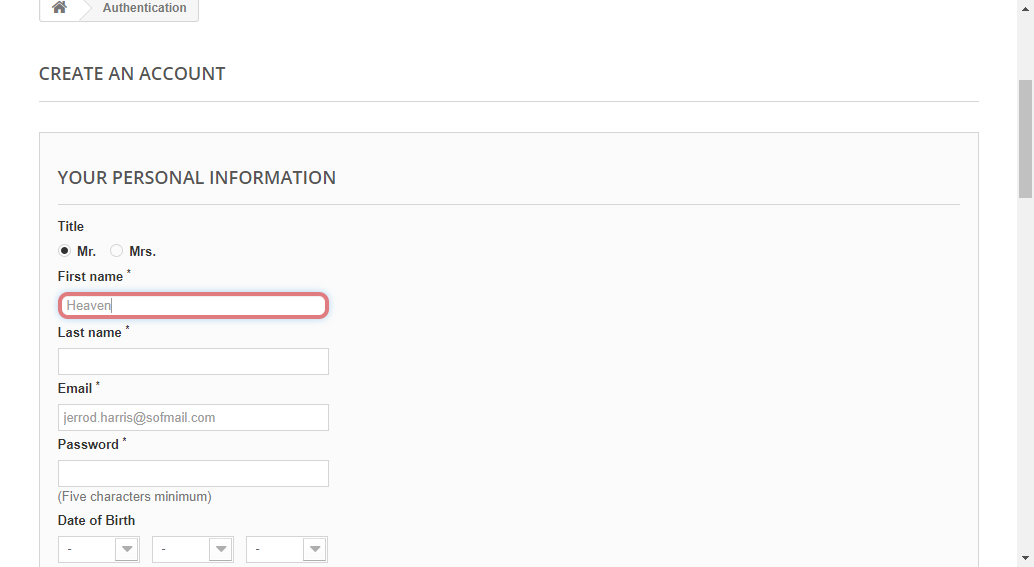 Authentication
CREATE AN ACCOUNT
YOUR PERSONAL INFORMATION
Title
Mr. Mrs.
First name *
Heaven
Last name *
Email *
jerrod.harris@sofmail.com
Password *
(Five characters minimum)
Date of Birth
- - -